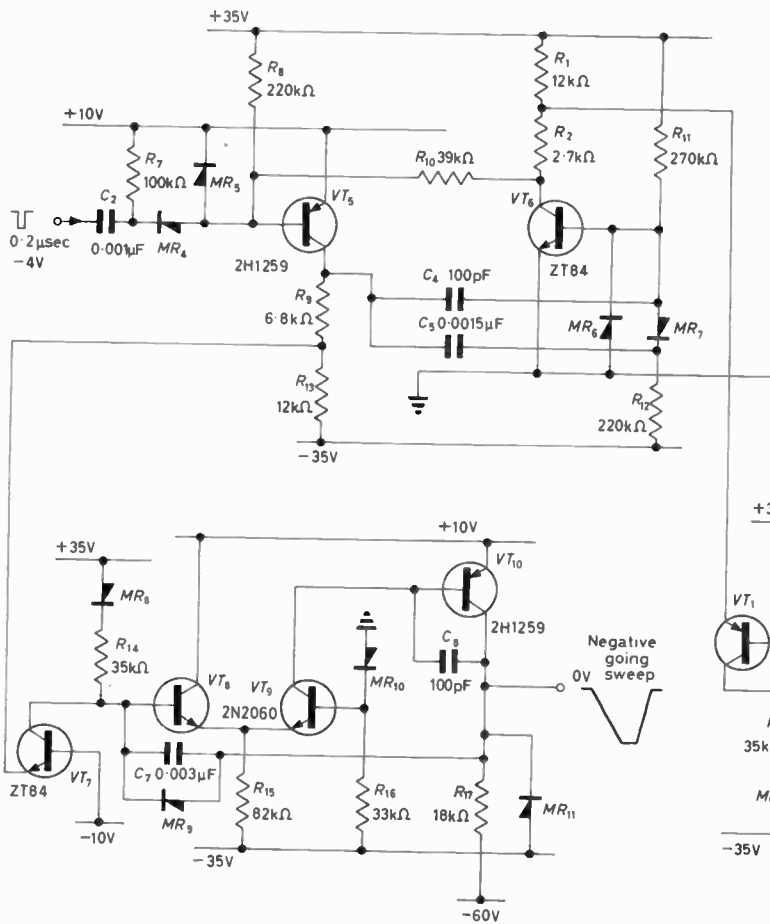 +35V
R8
220kΩ
R1
12kΩ
+10V
R7
100kΩ
MR5
R10 39kΩ
R2
2.7kΩ
R11
270kΩ
C2
0.001µF
MR4
VT5
VT6
0.2µsec
-4V
2H1259
ZT84
R9
6.8kΩ
C4 100pF
C5 0.0015µF
MR6
MR7
R13
12kΩ
R12
220kΩ
-35V
+3
+10V
+35V
MR8
VT10
VT1
R14
35kΩ
2H1259
C6
100pF
Negative
going
sweep
0V
VT8
VT9
2N2060
MR10
35k
ZT84
VT7
C7 0.003µF
MR9
R15
82kΩ
R16
33kΩ
R17
18kΩ
MR11
-10V
-35V
-35V
-60V